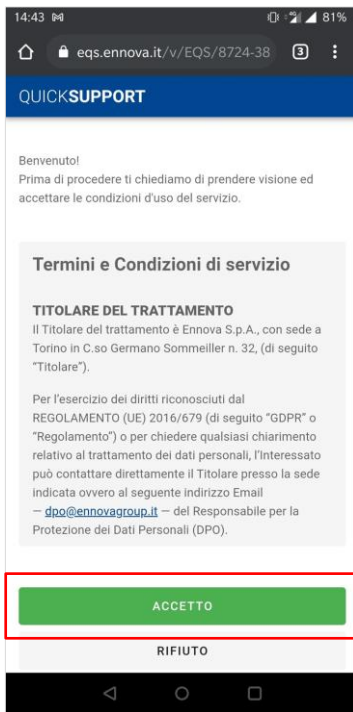 14:43 81%
eqs.ennova.it/v/EQS/8724-38 3
QUICKSUPPORT
Benvenuto!
Prima di procedere ti chiediamo di prendere visione ed
accettare le condizioni d'uso del servizio.
Termini e Condizioni di servizio
TITOLARE DEL TRATTAMENTO
Il Titolare del trattamento è Ennova S.p.A., con sede a
Torino in C.so Germano Sommeiller n. 32, (di seguito
“Titolare”).
Per l’esercizio dei diritti riconosciuti dal
REGOLAMENTO (UE) 2016/679 (di seguito “GDPR” o
“Regolamento”) o per chiedere qualsiasi chiarimento
relativo al trattamento dei dati personali, l’Interessato
può contattare direttamente il Titolare presso la sede
indicata ovvero al seguente indirizzo Email
– dpo@ennovagroup.it – del Responsabile per la
Protezione dei Dati Personali (DPO).
ACCETTO
RIFIUTO